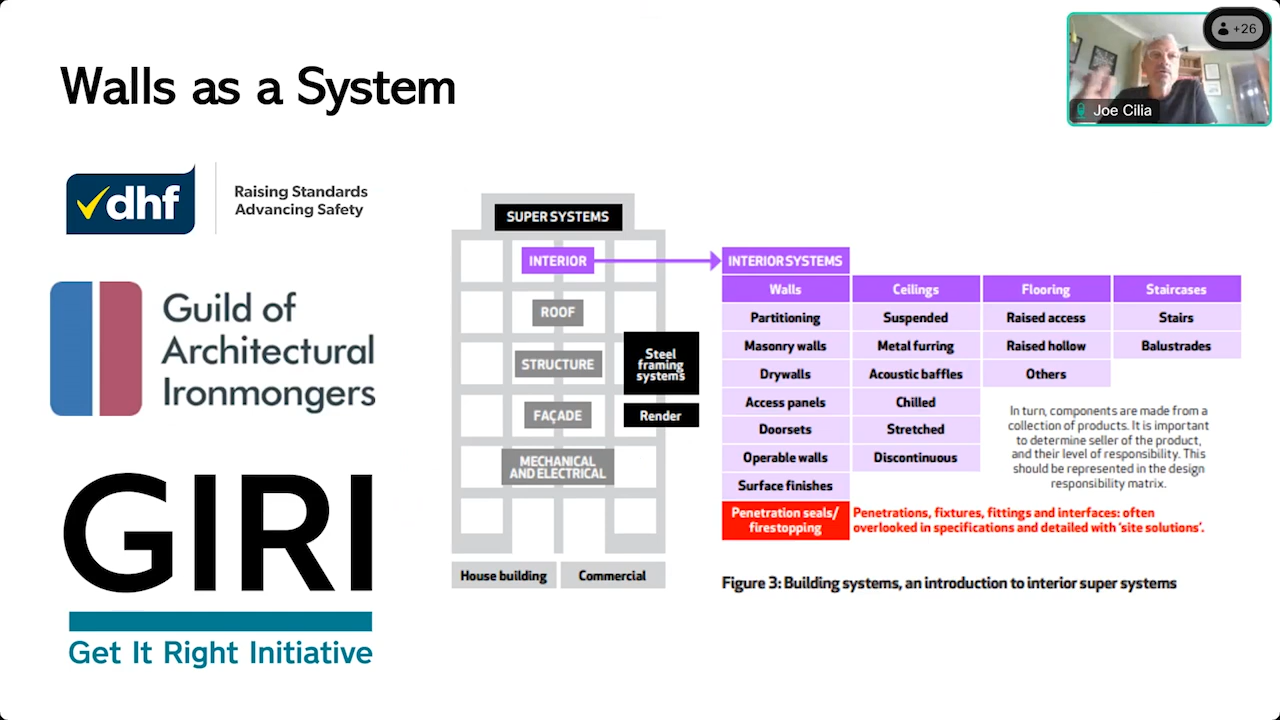 Walls as a System
+26
Joe Cilia
dhf
Raising Standards
Advancing Safety
Guild of
Architectural
Ironmongers
GIRI
Get It Right Initiative
SUPER SYSTEMS
INTERIOR
ROOF
STRUCTURE
FAÇADE
MECHANICAL
AND ELECTRICAL
Steel
framing
systems
Render
House building
Commercial
INTERIOR SYSTEMS
Walls
Ceilings
Flooring
Staircases
Partitioning
Suspended
Raised access
Stairs
Masonry walls
Metal furring
Raised hollow
Balustrades
Drywalls
Acoustic baffles
Others
Access panels
Chilled
Doorsets
Stretched
Operable walls
Discontinuous
Surface finishes
In turn, components are made from a
collection of products. It is important
to determine seller of the product,
and their level of responsibility. This
should be represented in the design
responsibility matrix.
Penetration seals/
firestopping
Penetrations, fixtures, fittings and interfaces: often
overlooked in specifications and detailed with ‘site solutions’.
Figure 3: Building systems, an introduction to interior super systems